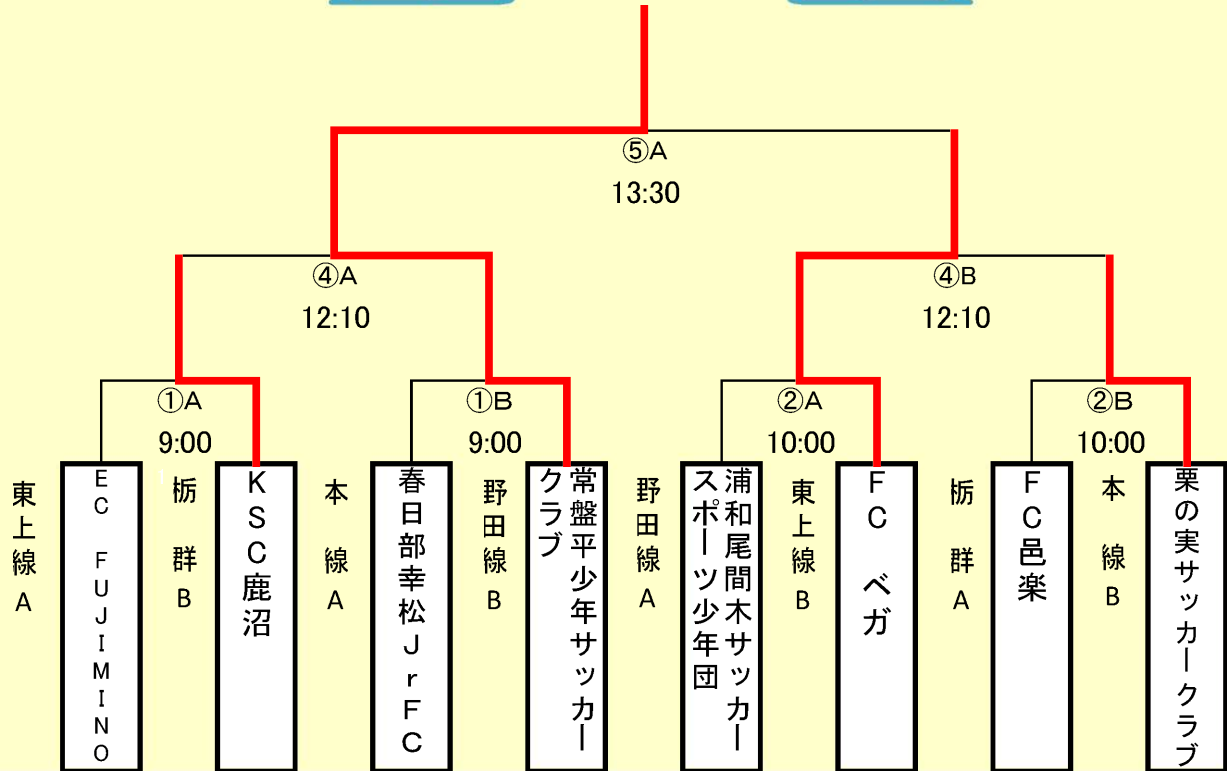 ⑤A
13:30
④A
12:10
④B
12:10
①A
9:00
①B
9:00
②A
10:00
②B
10:00
東上線A
EC FUJIMINO
栃群B
KSC鹿沼
本線A
春日部幸松JrFC
野田線B
常盤平少年サッカー
クラブ
野田線A
浦和尾間木サッカー
スポーツ少年団
東上線B
FC ベガ
栃群A
FC邑楽
本線B
栗の実サッカークラブ